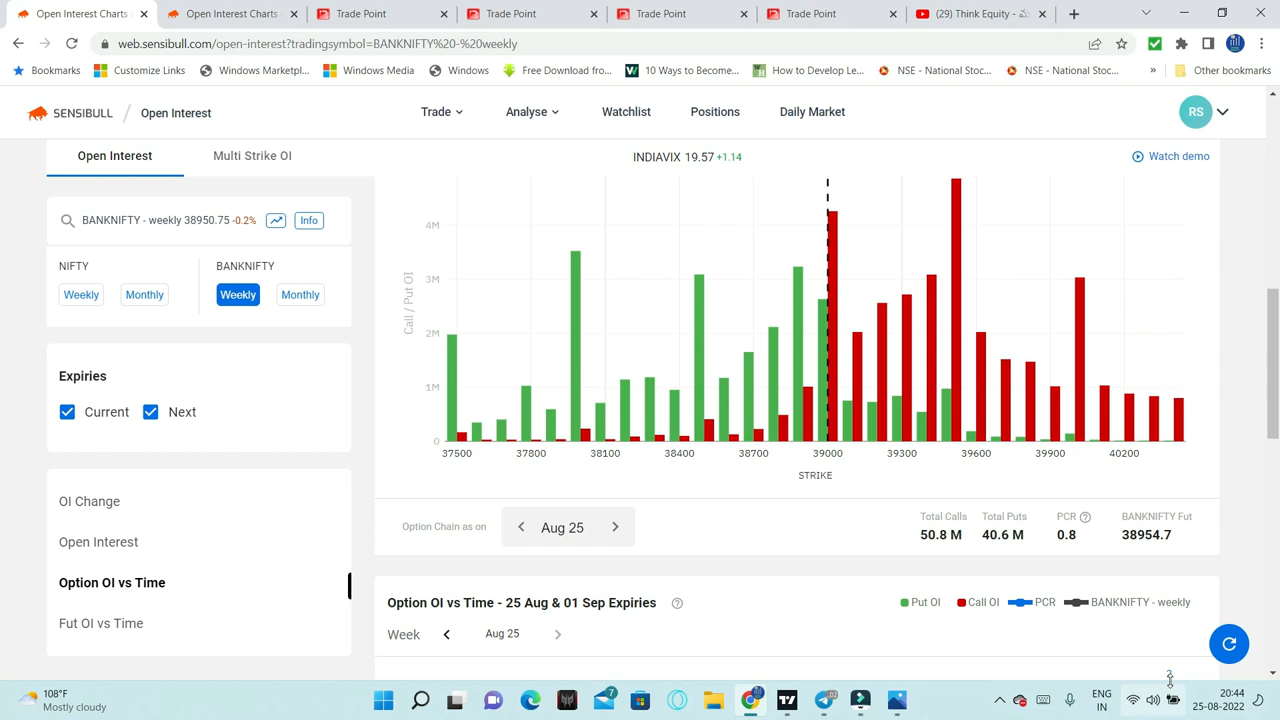 Open Interest Charts
Open Interest Charts
Trade Point
Trade Point
Trade Point
Trade Point
(29) Think Equity -
web.sensibull.com/open-interest?tradingsymbol=BANKNIFTY%20-%20weekly
Bookmarks
Customize Links
Windows Marketpl...
Windows Media
Windows
Free Download fro...
10 Ways to Become...
How to Develop Le...
NSE - National Stoc...
NSE - National Stoc...
»
Other bookmarks
SENSIBULL / Open Interest
Trade
Analyse
Watchlist
Positions
Daily Market
RS
Open Interest
Multi Strike OI
INDIAVIX 19.57 +1.14
Watch demo
BANKNIFTY - weekly 38950.75 -0.2%
Info
NIFTY
BANKNIFTY
Weekly
Monthly
Weekly
Monthly
Expiries
Current
Next
OI Change
Open Interest
Option OI vs Time
Fut OI vs Time
Call / Put OI
4M
3M
2M
1M
0
37500 37800 38100 38400 38700 39000 39300 39600 39900 40200
STRIKE
Option Chain as on
Aug 25
Total Calls
50.8 M
Total Puts
40.6 M
PCR
0.8
BANKNIFTY Fut
38954.7
Option OI vs Time - 25 Aug & 01 Sep Expiries
Put OI
Call OI
PCR
BANKNIFTY - weekly
Week
Aug 25
108°F
Mostly cloudy
7
02
ENG
IN
20:44
25-08-2022